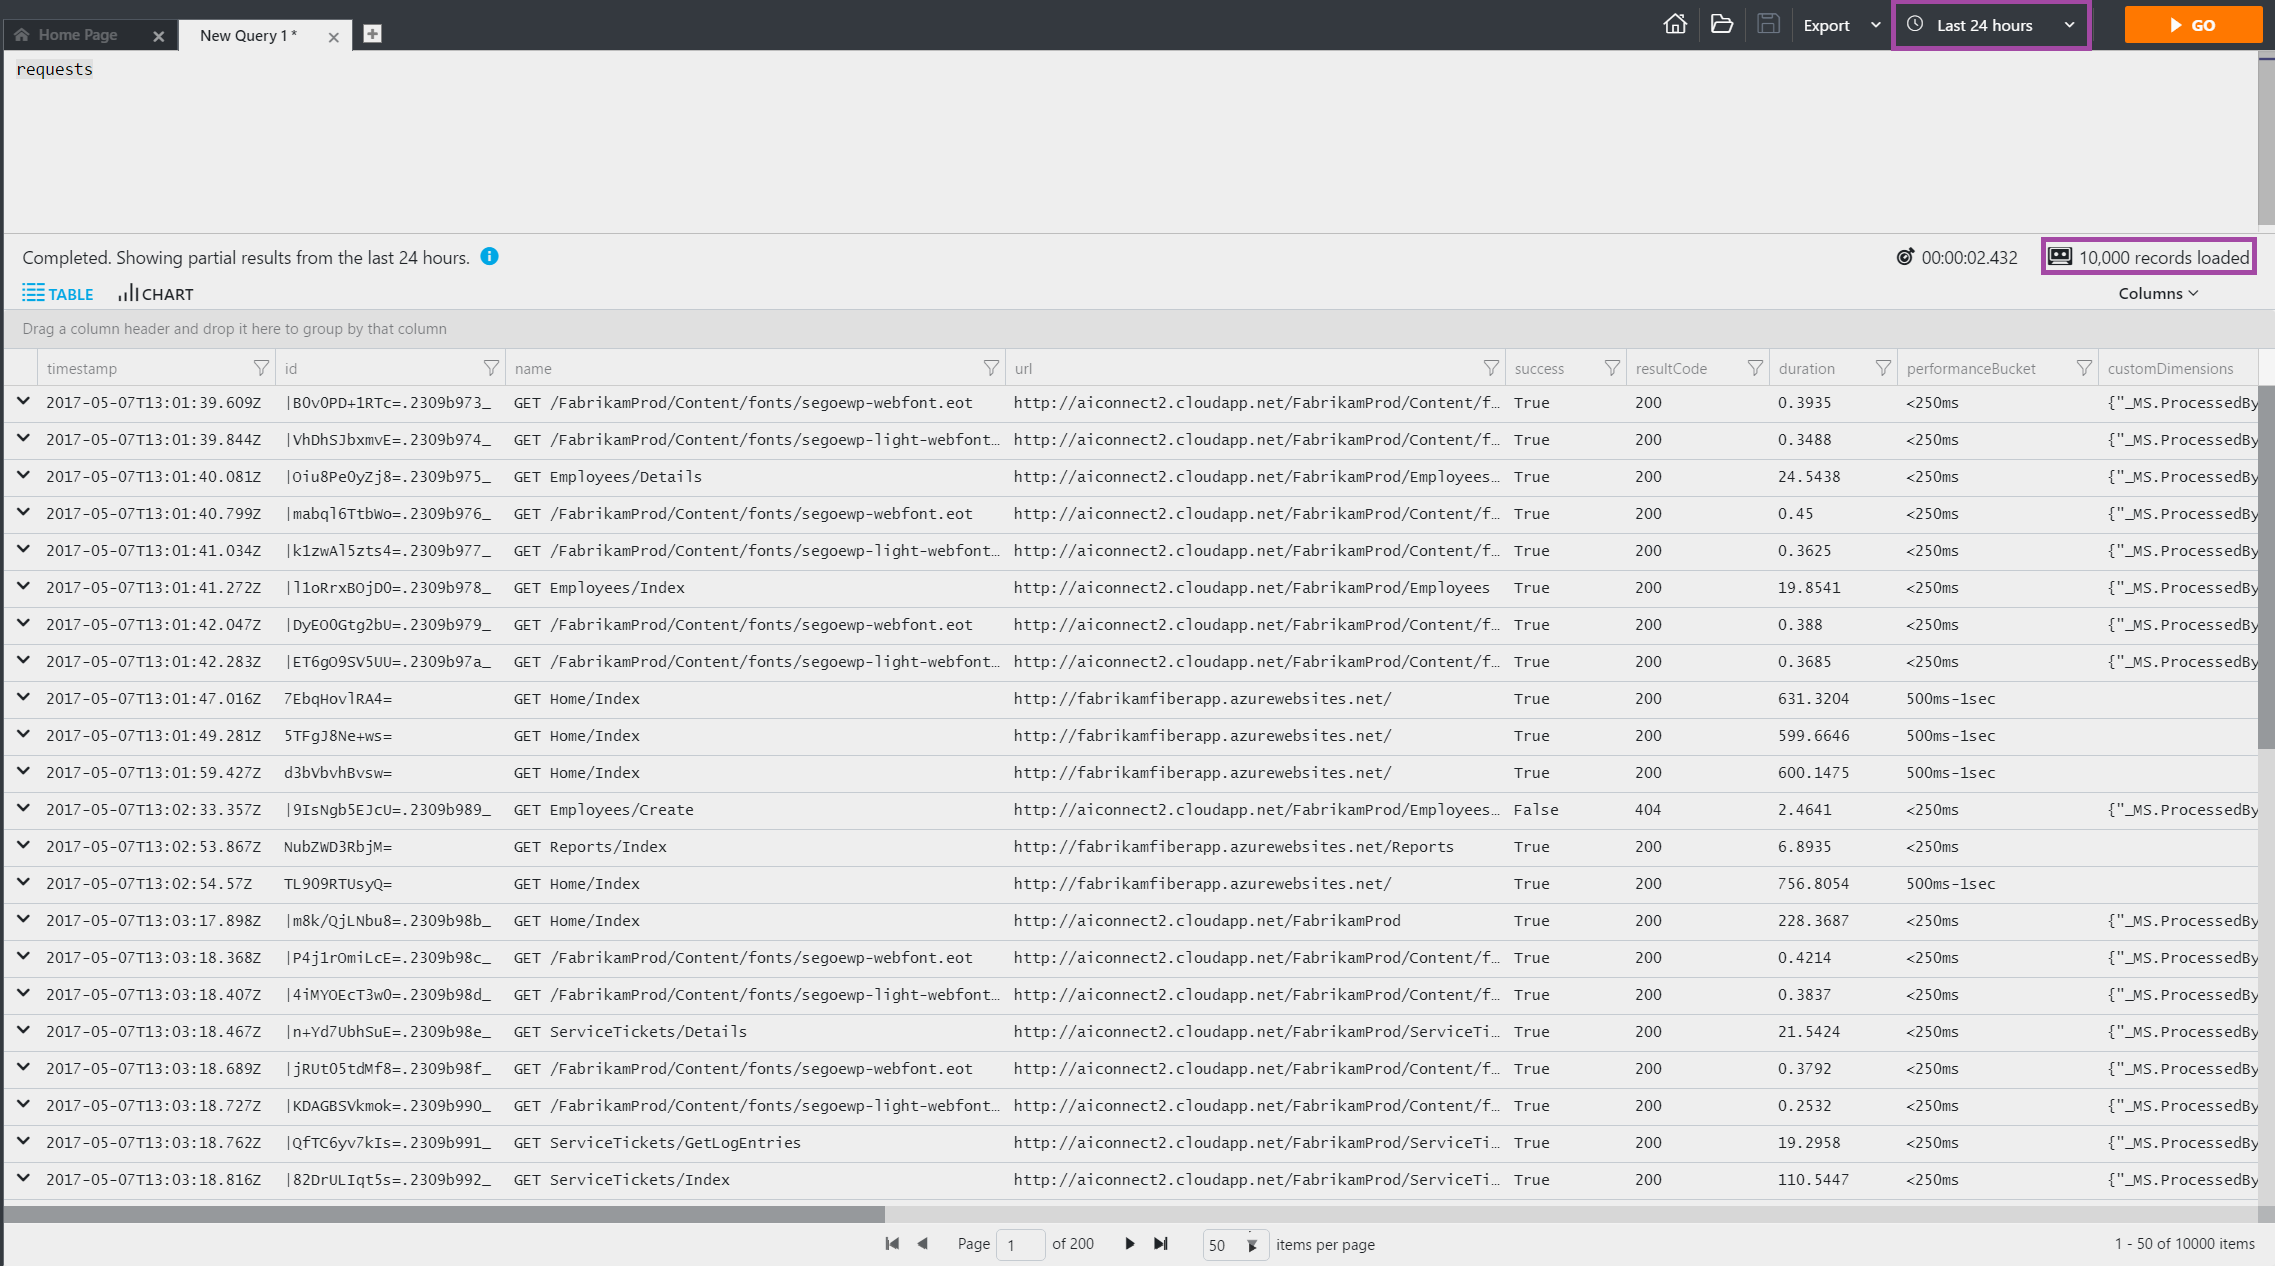 Home Page
New Query 1*
Export
Last 24 hours
GO
requests
Completed. Showing partial results from the last 24 hours.
00:00:02.432
10,000 records loaded
TABLE
CHART
Columns
Drag a column header and drop it here to group by that column
timestamp id name url success resultCode duration performanceBucket customDimensions
2017-05-07T13:01:39.609Z |B0vOPD+1RTc=.2309b973_ GET /FabrikamProd/Content/fonts/segoewp-webfont.eot http://aiconnect2.cloudapp.net/FabrikamProd/Content/f… True 200 0.3935 <250ms {"_MS.ProcessedBy
2017-05-07T13:01:39.844Z |VhDhSJbxmvE=.2309b974_ GET /FabrikamProd/Content/fonts/segoewp-light-webfont… http://aiconnect2.cloudapp.net/FabrikamProd/Content/f… True 200 0.3488 <250ms {"_MS.ProcessedBy
2017-05-07T13:01:40.081Z |Oiu8PeOyZj8=.2309b975_ GET Employees/Details http://aiconnect2.cloudapp.net/FabrikamProd/Employees… True 200 24.5438 <250ms {"_MS.ProcessedBy
2017-05-07T13:01:40.799Z |mabql6TtbWo=.2309b976_ GET /FabrikamProd/Content/fonts/segoewp-webfont.eot http://aiconnect2.cloudapp.net/FabrikamProd/Content/f… True 200 0.45 <250ms {"_MS.ProcessedBy
2017-05-07T13:01:41.034Z |k1zwAl5zts4=.2309b977_ GET /FabrikamProd/Content/fonts/segoewp-light-webfont… http://aiconnect2.cloudapp.net/FabrikamProd/Content/f… True 200 0.3625 <250ms {"_MS.ProcessedBy
2017-05-07T13:01:41.272Z |l1oRrxBOjD0=.2309b978_ GET Employees/Index http://aiconnect2.cloudapp.net/FabrikamProd/Employees True 200 19.8541 <250ms {"_MS.ProcessedBy
2017-05-07T13:01:42.047Z |DyEOOGtg2bU=.2309b979_ GET /FabrikamProd/Content/fonts/segoewp-webfont.eot http://aiconnect2.cloudapp.net/FabrikamProd/Content/f… True 200 0.388 <250ms {"_MS.ProcessedBy
2017-05-07T13:01:42.283Z |ET6gO9SV5UU=.2309b97a_ GET /FabrikamProd/Content/fonts/segoewp-light-webfont… http://aiconnect2.cloudapp.net/FabrikamProd/Content/f… True 200 0.3685 <250ms {"_MS.ProcessedBy
2017-05-07T13:01:47.016Z 7EbqHovlRA4= GET Home/Index http://fabrikamfiberapp.azurewebsites.net/ True 200 631.3204 500ms-1sec
2017-05-07T13:01:49.281Z 5TFgJ8Ne+ws= GET Home/Index http://fabrikamfiberapp.azurewebsites.net/ True 200 599.6646 500ms-1sec
2017-05-07T13:01:59.427Z d3bVbvhBvsw= GET Home/Index http://fabrikamfiberapp.azurewebsites.net/ True 200 600.1475 500ms-1sec
2017-05-07T13:02:33.357Z |9IsNgb5EJcU=.2309b989_ GET Employees/Create http://aiconnect2.cloudapp.net/FabrikamProd/Employees… False 404 2.4641 <250ms {"_MS.ProcessedBy
2017-05-07T13:02:53.867Z NubZWD3RbjM= GET Reports/Index http://fabrikamfiberapp.azurewebsites.net/Reports True 200 6.8935 <250ms
2017-05-07T13:02:54.57Z TL9O9RTUsyQ= GET Home/Index http://fabrikamfiberapp.azurewebsites.net/ True 200 756.8054 500ms-1sec
2017-05-07T13:03:17.898Z |m8k/QjLNbu8=.2309b98b_ GET Home/Index http://aiconnect2.cloudapp.net/FabrikamProd True 200 228.3687 <250ms {"_MS.ProcessedBy
2017-05-07T13:03:18.368Z |P4j1rOmiLcE=.2309b98c_ GET /FabrikamProd/Content/fonts/segoewp-webfont.eot http://aiconnect2.cloudapp.net/FabrikamProd/Content/f… True 200 0.4214 <250ms {"_MS.ProcessedBy
2017-05-07T13:03:18.407Z |4iMYOEcT3w0=.2309b98d_ GET /FabrikamProd/Content/fonts/segoewp-light-webfont… http://aiconnect2.cloudapp.net/FabrikamProd/Content/f… True 200 0.3837 <250ms {"_MS.ProcessedBy
2017-05-07T13:03:18.467Z |n+Yd7UbhSuE=.2309b98e_ GET ServiceTickets/Details http://aiconnect2.cloudapp.net/FabrikamProd/ServiceTi… True 200 21.5424 <250ms {"_MS.ProcessedBy
2017-05-07T13:03:18.689Z |jRUtO5tdMf8=.2309b98f_ GET /FabrikamProd/Content/fonts/segoewp-webfont.eot http://aiconnect2.cloudapp.net/FabrikamProd/Content/f… True 200 0.3792 <250ms {"_MS.ProcessedBy
2017-05-07T13:03:18.727Z |KDAGBSVkmok=.2309b990_ GET /FabrikamProd/Content/fonts/segoewp-light-webfont… http://aiconnect2.cloudapp.net/FabrikamProd/Content/f… True 200 0.2532 <250ms {"_MS.ProcessedBy
2017-05-07T13:03:18.762Z |QfTC6yv7kIs=.2309b991_ GET ServiceTickets/GetLogEntries http://aiconnect2.cloudapp.net/FabrikamProd/ServiceTi… True 200 19.2958 <250ms {"_MS.ProcessedBy
2017-05-07T13:03:18.816Z |82DrULIqt5s=.2309b992_ GET ServiceTickets/Index http://aiconnect2.cloudapp.net/FabrikamProd/ServiceTi… True 200 110.5447 <250ms {"_MS.ProcessedBy
Page 1 of 200 50 items per page 1 - 50 of 10000 items